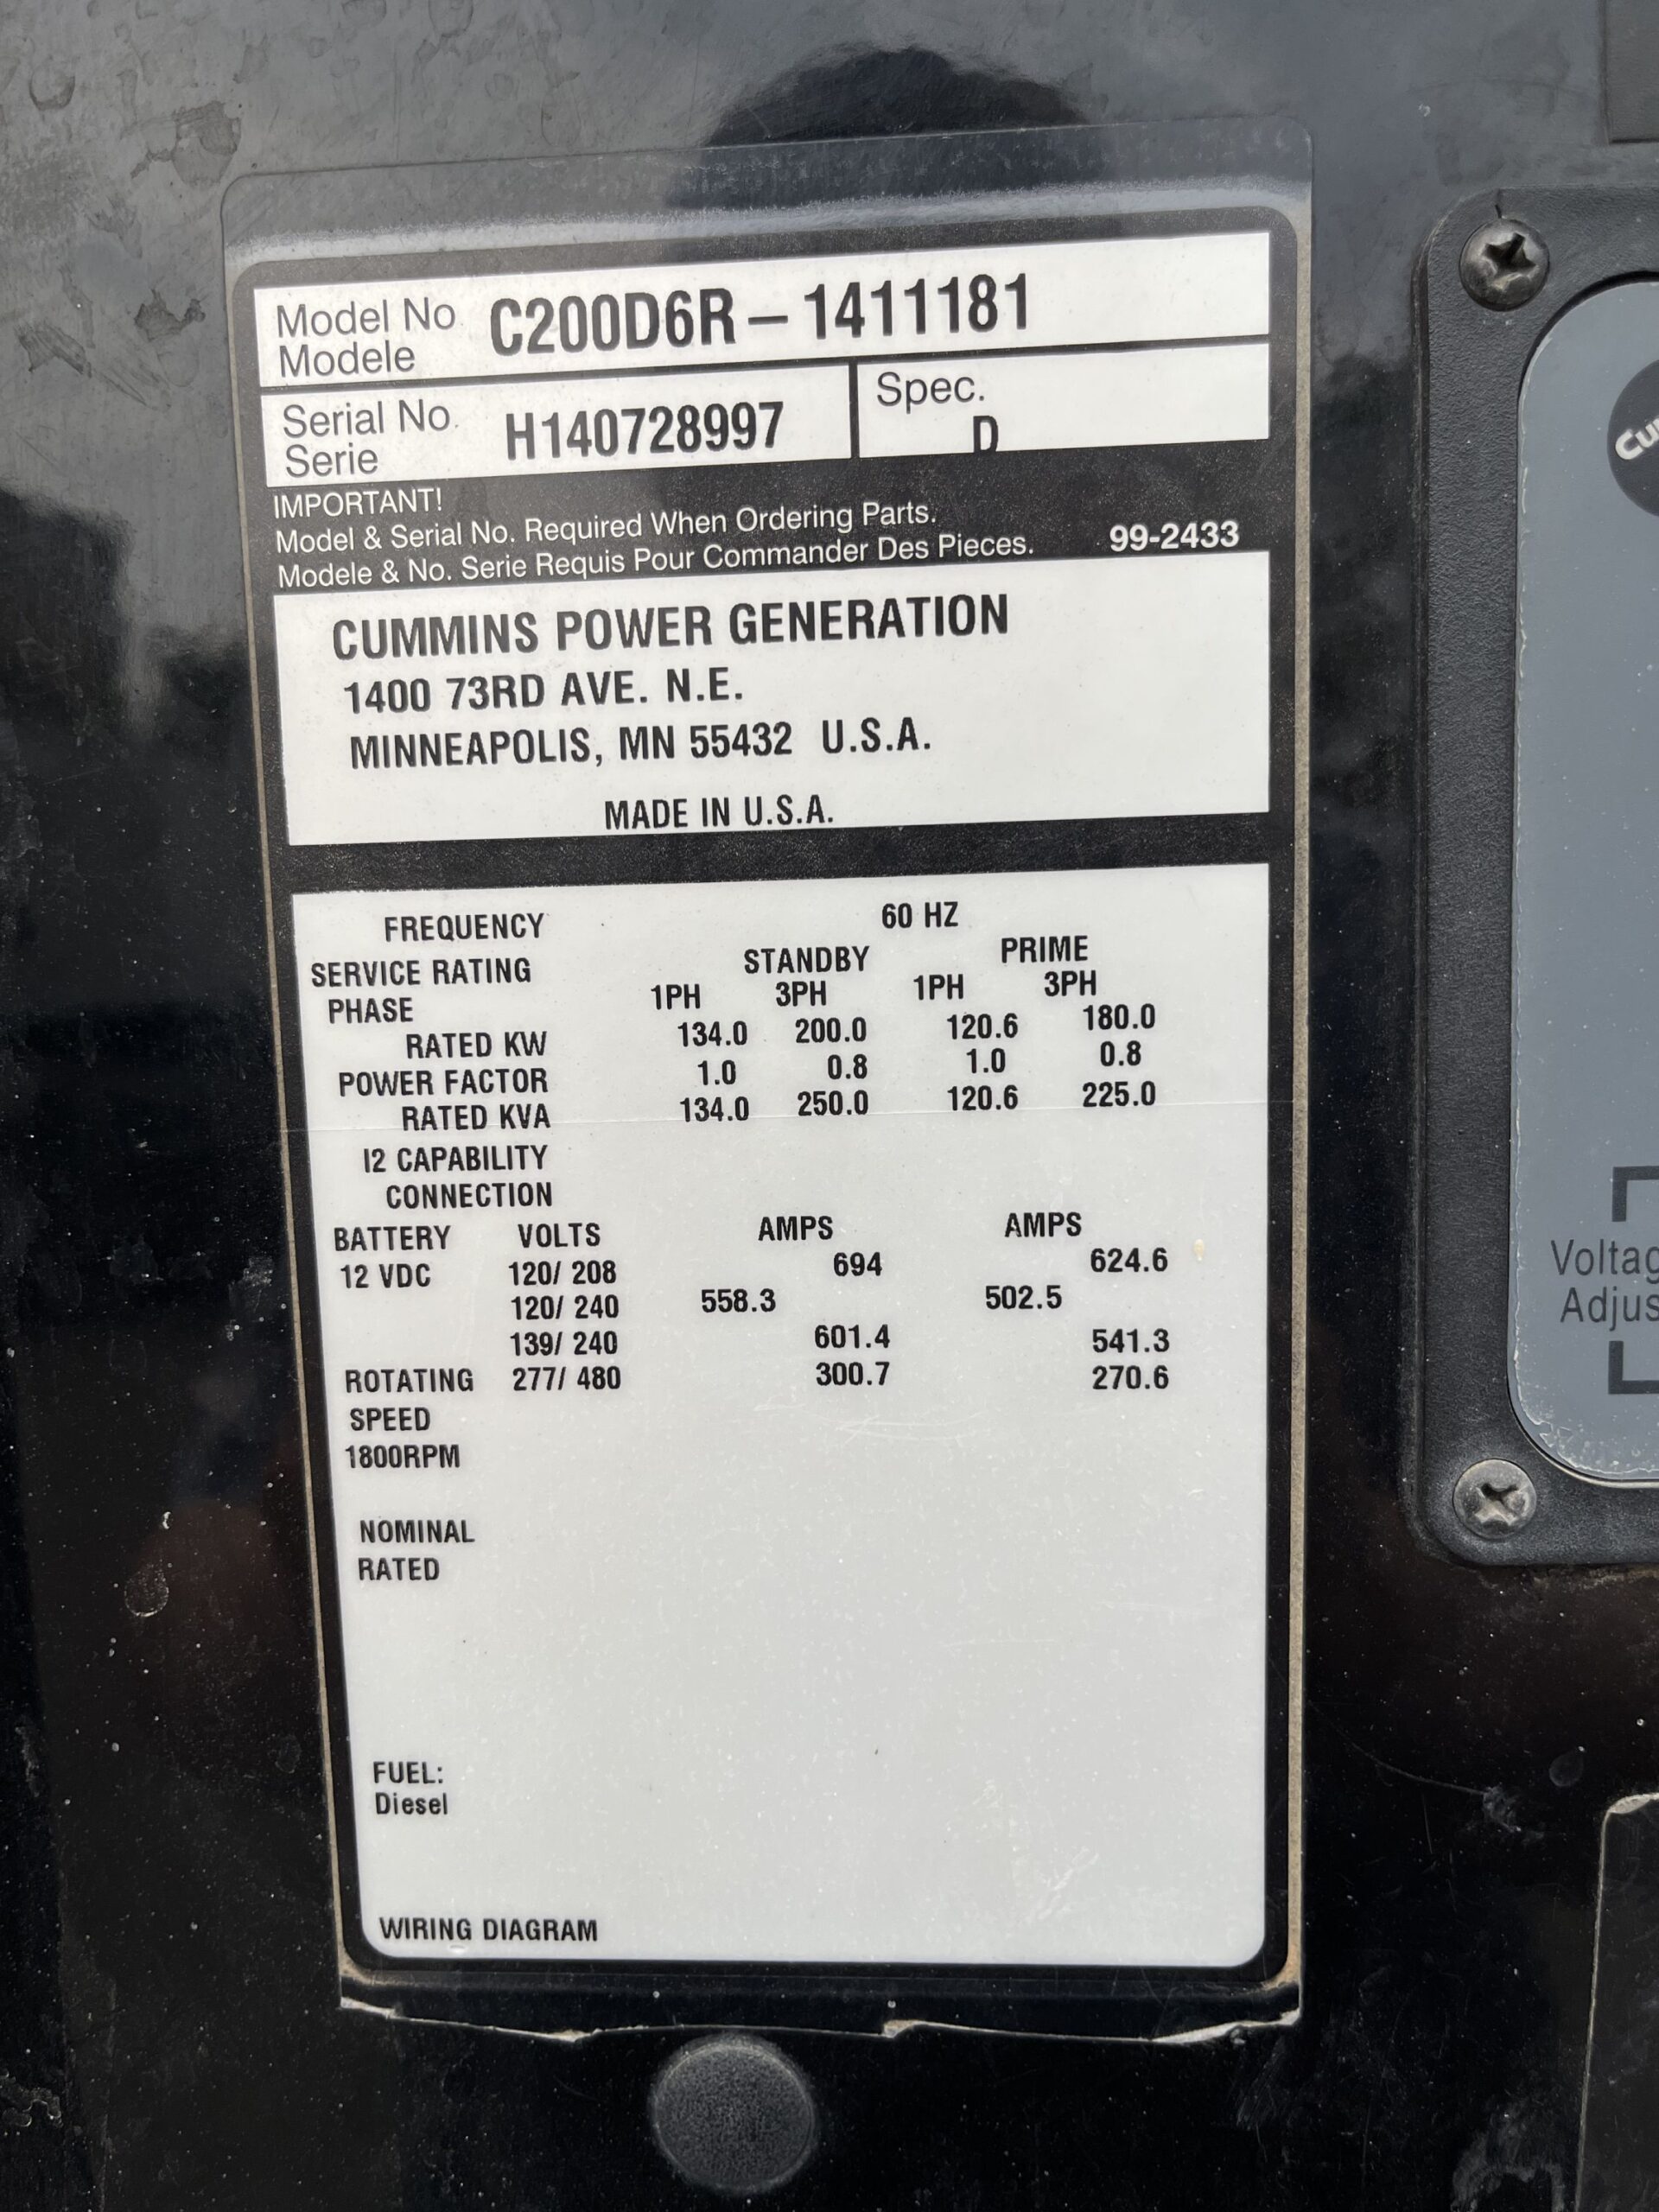 Model No. C200D6R – 1411181
Modele
Serial No. H140728997
Serie
Spec.
D
IMPORTANT!
Model & Serial No. Required When Ordering Parts.
Modele & No. Serie Requis Pour Commander Des Pieces. 99-2433
CUMMINS POWER GENERATION
1400 73RD AVE. N.E.
MINNEAPOLIS, MN 55432 U.S.A.
MADE IN U.S.A.
FREQUENCY 60 HZ
SERVICE RATING STANDBY PRIME
PHASE 1PH 3PH 1PH 3PH
RATED KW 134.0 200.0 120.6 180.0
POWER FACTOR 1.0 0.8 1.0 0.8
RATED KVA 134.0 250.0 120.6 225.0
I2 CAPABILITY
CONNECTION
BATTERY VOLTS AMPS AMPS
12 VDC 120/ 208 694 624.6
120/ 240 558.3 502.5
139/ 240 601.4 541.3
ROTATING 277/ 480 300.7 270.6
SPEED
1800RPM
NOMINAL
RATED
FUEL:
Diesel
WIRING DIAGRAM